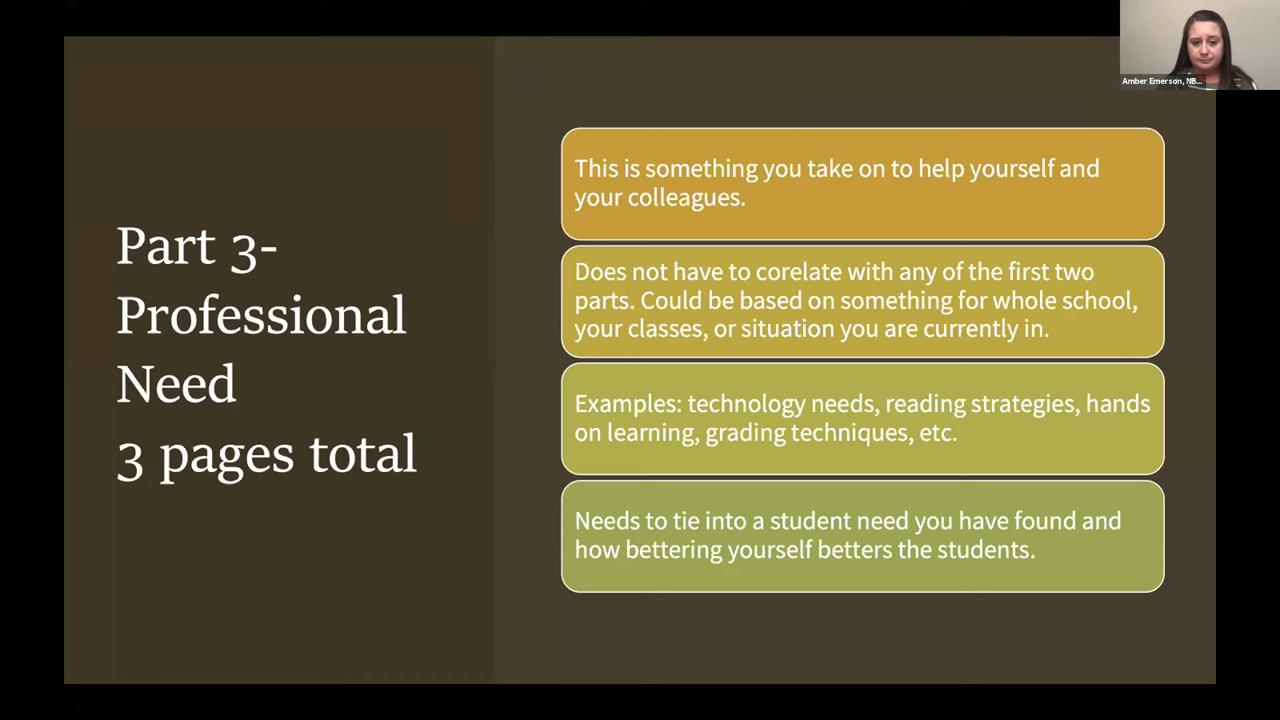 Amber Emerson, NB...
Part 3-
Professional
Need
3 pages total
This is something you take on to help yourself and
your colleagues.
Does not have to corelate with any of the first two
parts. Could be based on something for whole school,
your classes, or situation you are currently in.
Examples: technology needs, reading strategies, hands
on learning, grading techniques, etc.
Needs to tie into a student need you have found and
how bettering yourself betters the students.